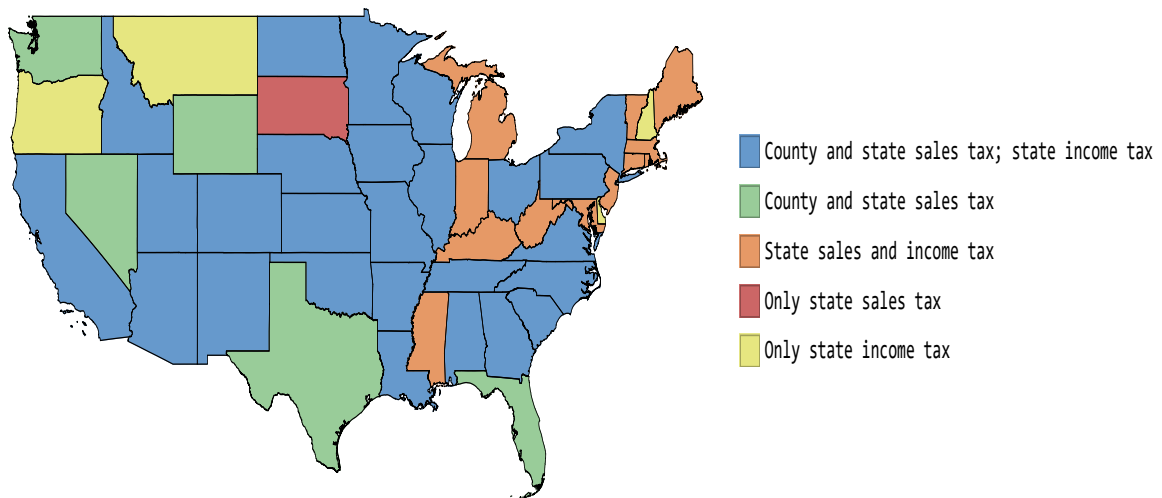 County and state sales tax; state income tax
County and state sales tax
State sales and income tax
Only state sales tax
Only state income tax